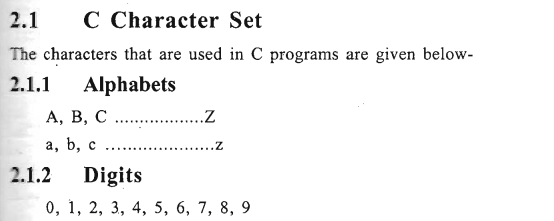 2.1 C Character Set
The characters that are used in C programs are given below-
2.1.1 Alphabets
A, B, C ..................Z
a, b, c ......................z
2.1.2 Digits
0, 1, 2, 3, 4, 5, 6, 7, 8, 9